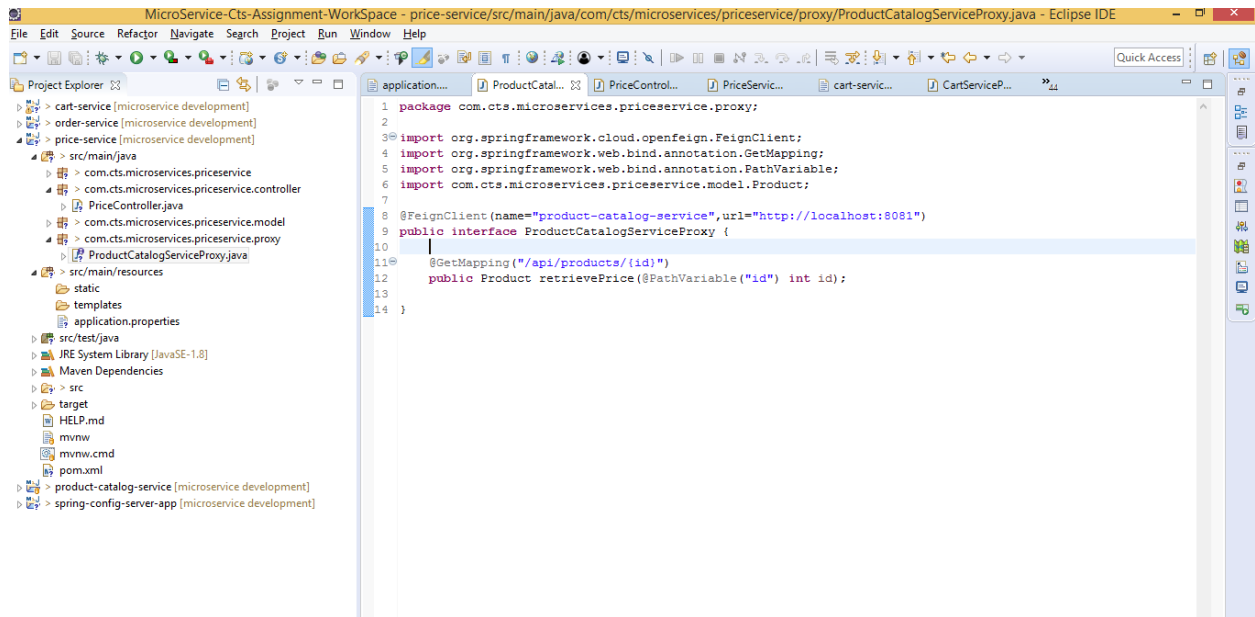 MicroService-Cts-Assignment-WorkSpace - price-service/src/main/java/com/cts/microservices/priceservice/proxy/ProductCatalogServiceProxy.java - Eclipse IDE
File Edit Source Refactor Navigate Search Project Run Window Help
Quick Access
Project Explorer
application....
ProductCatal...
PriceControl...
PriceServic...
cart-servic...
CartServiceP...
»44
> cart-service [microservice development]
> order-service [microservice development]
> price-service [microservice development]
> src/main/java
> com.cts.microservices.priceservice
> com.cts.microservices.priceservice.controller
PriceController.java
> com.cts.microservices.priceservice.model
> com.cts.microservices.priceservice.proxy
ProductCatalogServiceProxy.java
> src/main/resources
static
templates
application.properties
src/test/java
JRE System Library [JavaSE-1.8]
Maven Dependencies
> src
target
HELP.md
mvnw
mvnw.cmd
pom.xml
> product-catalog-service [microservice development]
> spring-config-server-app [microservice development]
1 package com.cts.microservices.priceservice.proxy;
2
3 import org.springframework.cloud.openfeign.FeignClient;
4 import org.springframework.web.bind.annotation.GetMapping;
5 import org.springframework.web.bind.annotation.PathVariable;
6 import com.cts.microservices.priceservice.model.Product;
7
8 @FeignClient(name="product-catalog-service",url="http://localhost:8081")
9 public interface ProductCatalogServiceProxy {
10
11 @GetMapping("/api/products/{id}")
12 public Product retrievePrice(@PathVariable("id") int id);
13
14 }